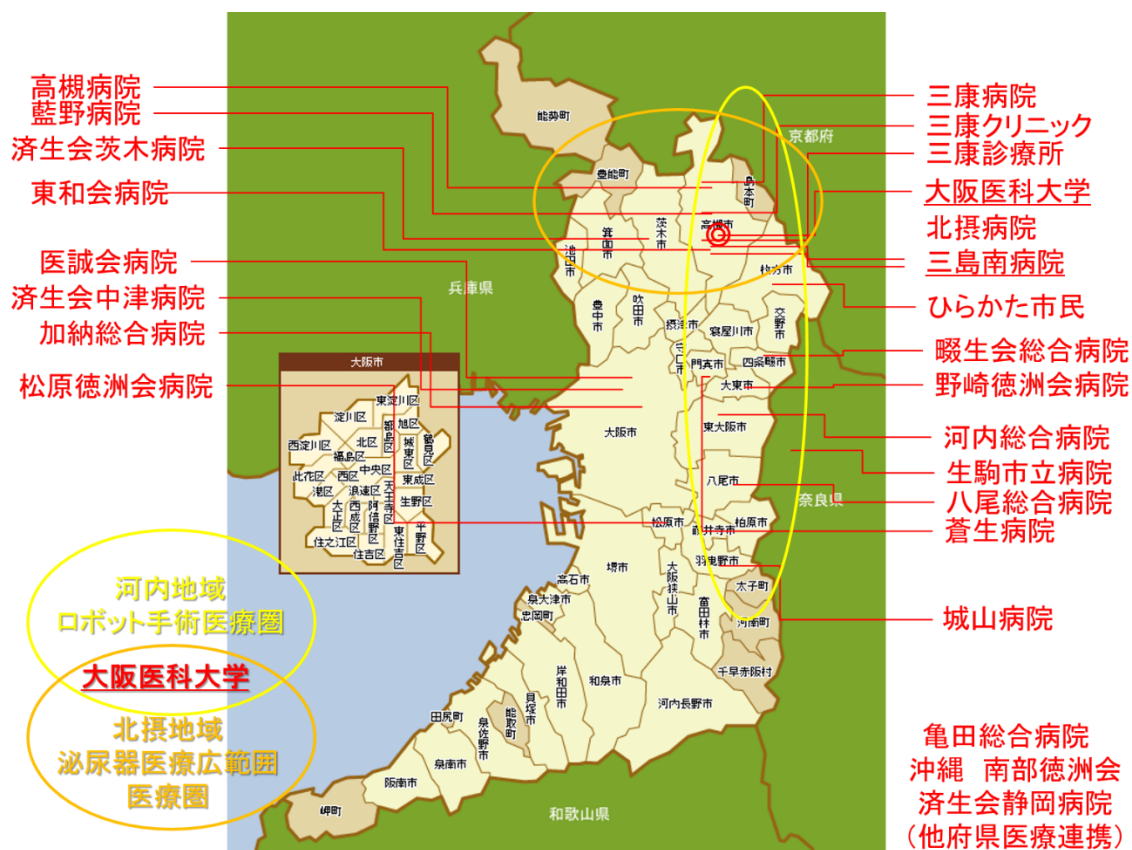 高槻病院
藍野病院
済生会茨木病院
東和会病院
医誠会病院
済生会中津病院
加納総合病院
松原徳洲会病院
三康病院
三康クリニック
三康診療所
大阪医科大学
北摂病院
三島南病院
ひらかた市民
畷生会総合病院
野崎徳洲会病院
河内総合病院
生駒市立病院
八尾総合病院
蒼生病院
城山病院
亀田総合病院
沖縄 南部徳洲会
済生会静岡病院
(他府県医療連携)
河内地域
ロボット手術医療圏
大阪医科大学
北摂地域
泌尿器医療広範囲
医療圏
京都府
兵庫県
奈良県
和歌山県
能勢町
豊能町
島本町
高槻市
茨木市
箕面市
池田市
枚方市
豊中市
吹田市
摂津市
寝屋川市
交野市
守口市
門真市
四条畷市
大東市
大阪市
東大阪市
八尾市
松原市
藤井寺市
柏原市
羽曳野市
堺市
高石市
泉大津市
忠岡町
大阪狭山市
富田林市
太子町
河南町
千早赤阪村
和泉市
岸和田市
河内長野市
貝塚市
熊取町
田尻町
泉佐野市
泉南市
阪南市
岬町
大阪市
東淀川区
淀川区
旭区
都島区
鶴見区
城東区
西淀川区
北区
福島区
此花区
西区
中央区
東成区
港区
浪速区
天王寺区
生野区
大正区
西成区
阿倍野区
平野区
住之江区
住吉区
東住吉区